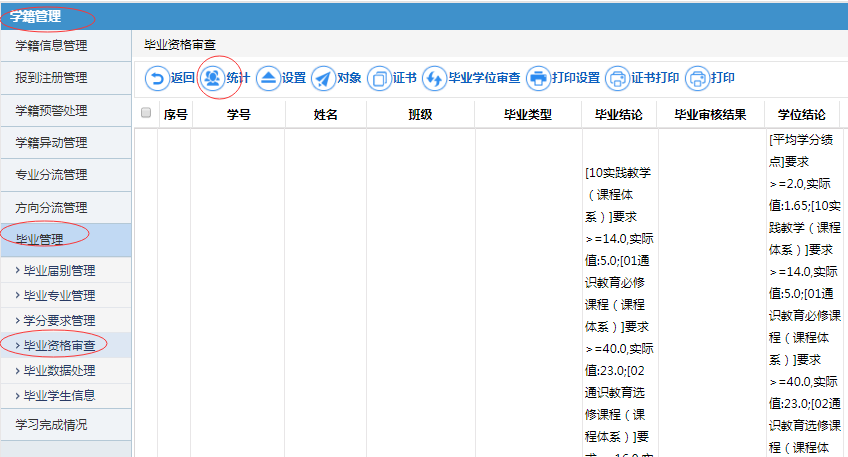 学籍管理
学籍信息管理
报到注册管理
学籍预警处理
学籍异动管理
专业分流管理
方向分流管理
毕业管理
毕业届别管理
毕业专业管理
学分要求管理
毕业资格审查
毕业数据处理
毕业学生信息
学习完成情况
毕业资格审查
返回 统计 设置 对象 证书 毕业学位审查 打印设置 证书打印 打印
序号 学号 姓名 班级 毕业类型 毕业结论 毕业审核结果 学位结论
[10实践教学
（课程体
系）]要求
>=14.0,实际
值:5.0;[01通
识教育必修
课程（课程
体系）]要求
>=40.0,实际
值:23.0;[02
通识教育选
修课程（课
程体系）]要
求>=16.0,实
[平均学分绩
点]要求
>=2.0,实际
值:1.65;[10实
践教学（课程
体系）]要求
>=14.0,实际
值:5.0;[01通
识教育必修课
程（课程体
系）]要求
>=40.0,实际
值:23.0;[02通
识教育选修课
程（课程体